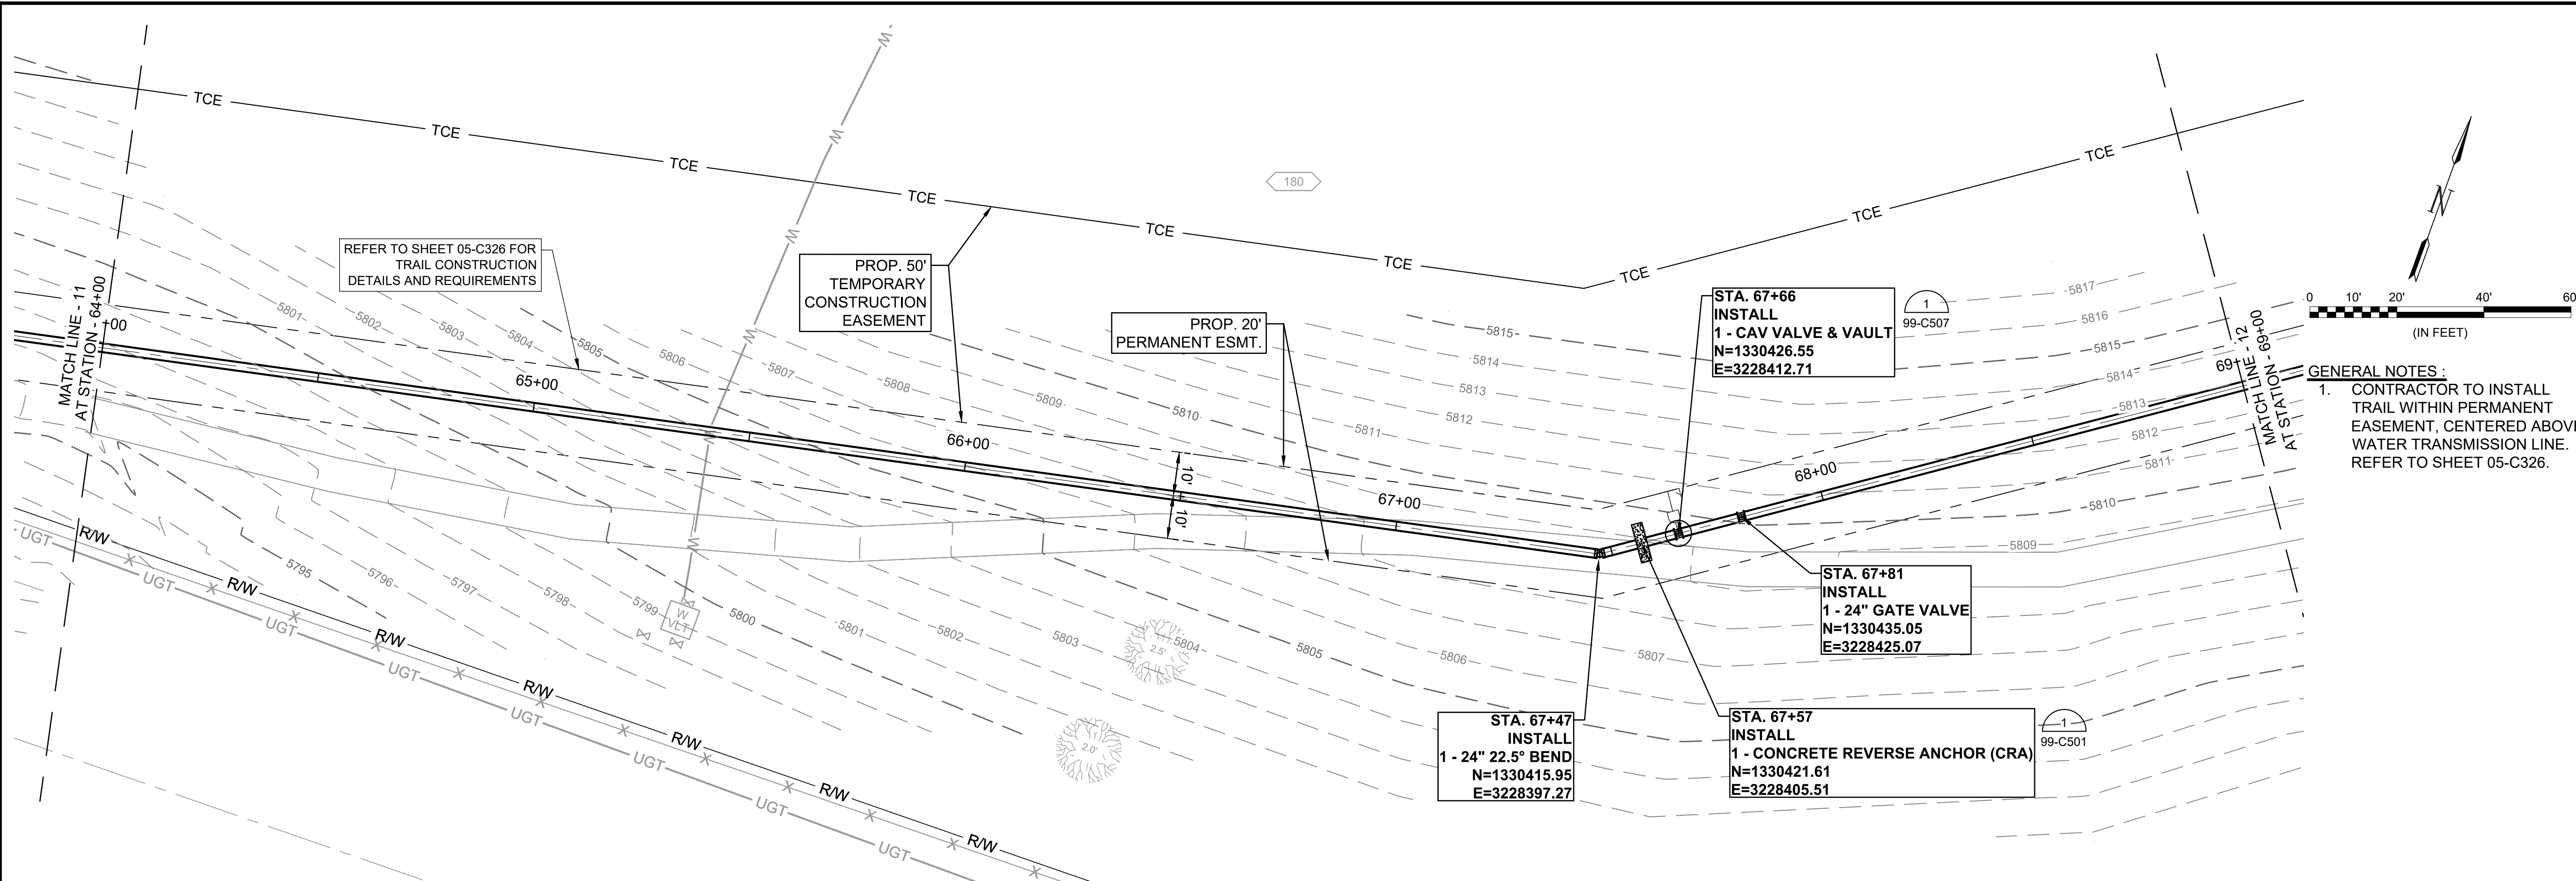 TCE
TCE
TCE
TCE
TCE
TCE
TCE
TCE
TCE
W
W
W
W
W
W
180
N
REFER TO SHEET 05-C326 FOR
TRAIL CONSTRUCTION
DETAILS AND REQUIREMENTS
PROP. 50'
TEMPORARY
CONSTRUCTION
EASEMENT
PROP. 20'
PERMANENT ESMT.
STA. 67+66
INSTALL
1 - CAV VALVE & VAULT
N=1330426.55
E=3228412.71
1
99-C507
0 10' 20' 40' 60
(IN FEET)
GENERAL NOTES :
1. CONTRACTOR TO INSTALL
TRAIL WITHIN PERMANENT
EASEMENT, CENTERED ABOV
WATER TRANSMISSION LINE.
REFER TO SHEET 05-C326.
MATCH LINE - 11
AT STATION - 64+00
+00
65+00
66+00
67+00
68+00
69+
MATCH LINE - 12
AT STATION - 69+00
10'
10'
5801
5802
5803
5804
5805
5806
5807
5808
5809
5810
5811
5812
5813
5814
5815
5817
5816
5815
5814
5813
5812
5811
5810
5809
5795
5796
5797
5798
5799
5800
5801
5802
5803
5804
5805
5806
5807
W
VLT
2.5'
2.0'
STA. 67+81
INSTALL
1 - 24" GATE VALVE
N=1330435.05
E=3228425.07
STA. 67+47
INSTALL
1 - 24" 22.5° BEND
N=1330415.95
E=3228397.27
STA. 67+57
INSTALL
1 - CONCRETE REVERSE ANCHOR (CRA)
N=1330421.61
E=3228405.51
1
99-C501
R/W
R/W
R/W
R/W
R/W
R/W
R/W
UGT
UGT
UGT
UGT
UGT
UGT
UGT
UGT